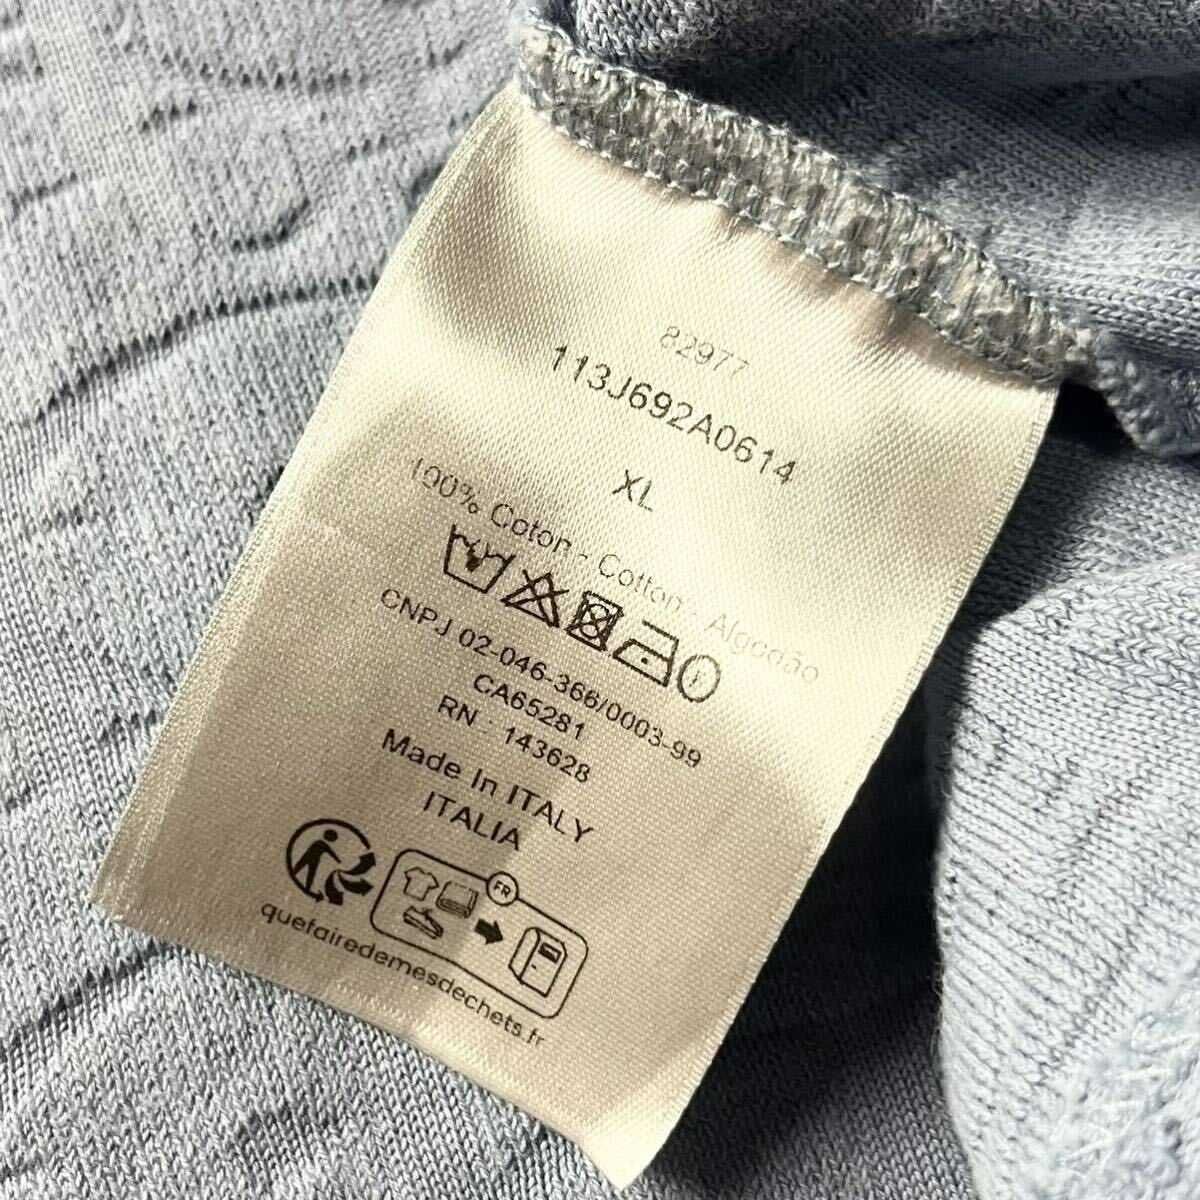 82977
113J692A0614
XL
100% Coton - Cotton - Algodão
CNPJ 02-046-366/0003-99
CA65281
RN : 143628
Made In ITALY
ITALIA
FR
quefairedemesdechets.fr